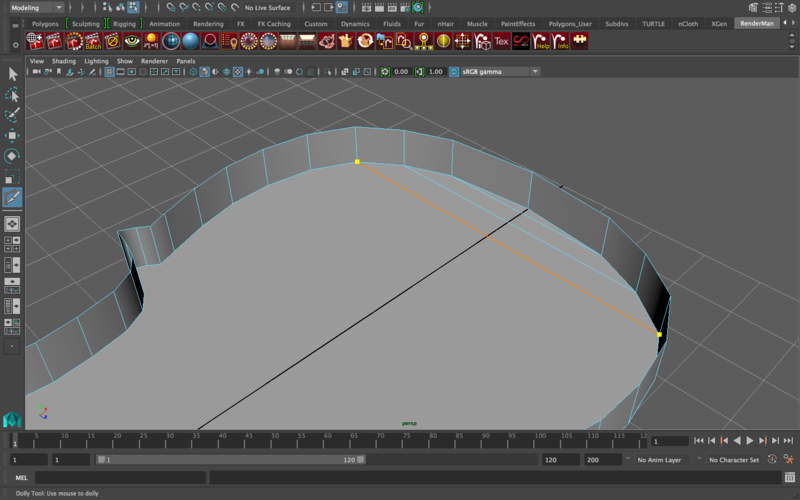 Modeling No Live Surface
Polygons Sculpting Rigging Animation Rendering FX FX Caching Custom Dynamics Fluids Fur nHair Muscle PaintEffects Polygons_User Subdivs TURTLE nCloth XGen RenderMan
Batch Tex Help Info
View Shading Lighting Show Renderer Panels
0.00 1.00 sRGB gamma
persp
1 5 10 15 20 25 30 35 40 45 50 55 60 65 70 75 80 85 90 95 100 105 110 115 12 1
1 1 1 120 120 200 No Anim Layer No Character Set
MEL
Dolly Tool: Use mouse to dolly